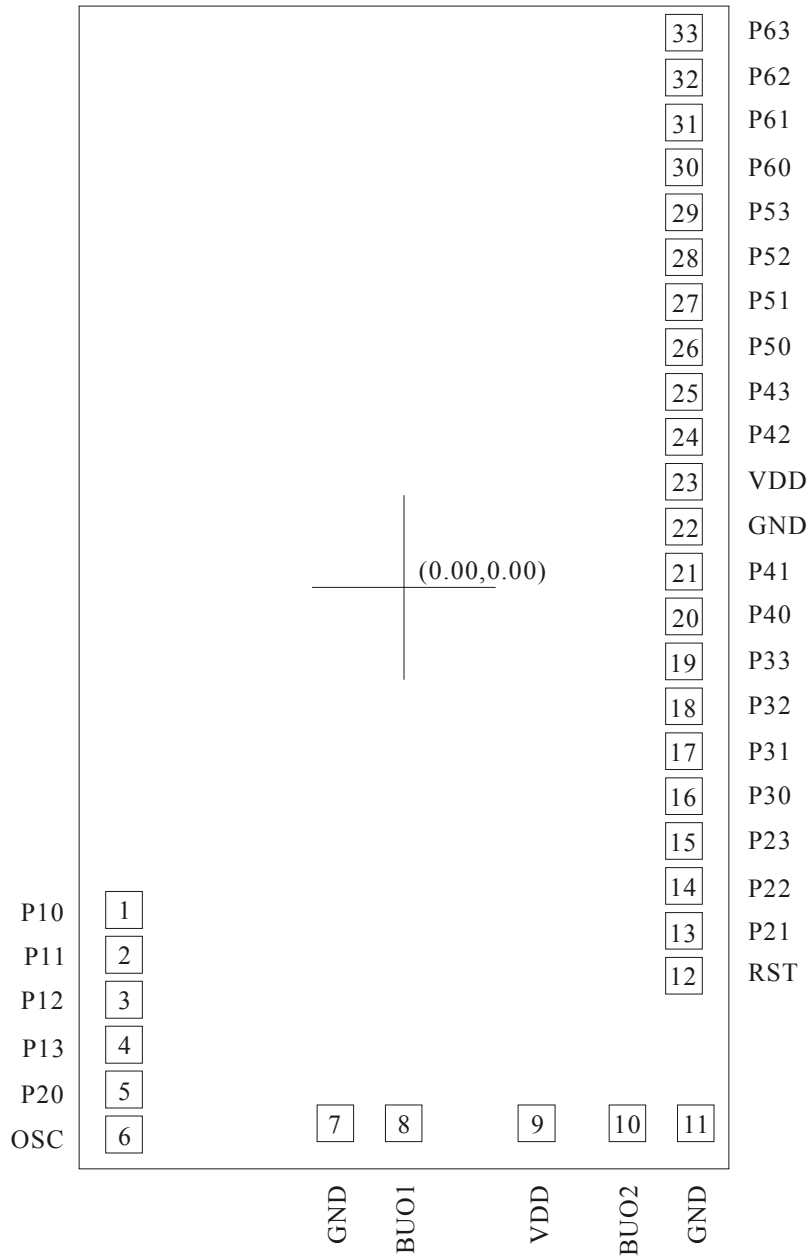 33 P63
32 P62
31 P61
30 P60
29 P53
28 P52
27 P51
26 P50
25 P43
24 P42
23 VDD
22 GND
(0.00,0.00)
21 P41
20 P40
19 P33
18 P32
17 P31
16 P30
15 P23
14 P22
13 P21
12 RST
P10 1
P11 2
P12 3
P13 4
P20 5
OSC 6
7 8 9 10 11
GND BUO1 VDD BUO2 GND